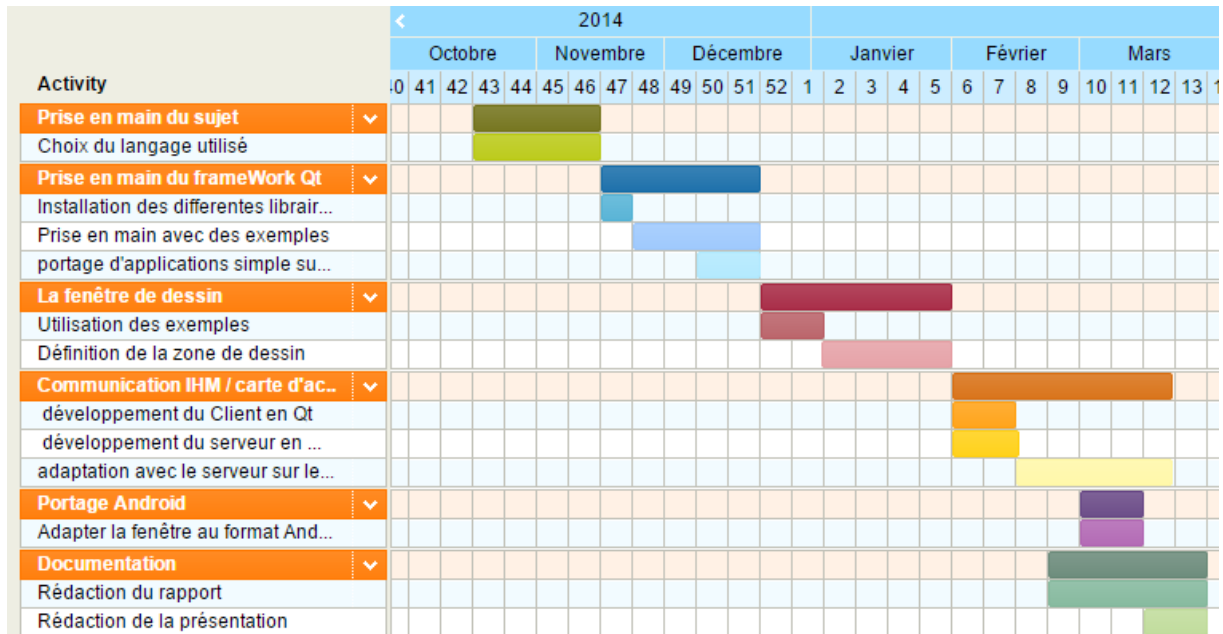 2014
Octobre Novembre Décembre Janvier Février Mars
Activity
40 41 42 43 44 45 46 47 48 49 50 51 52 1 2 3 4 5 6 7 8 9 10 11 12 13
Prise en main du sujet
Choix du langage utilisé
Prise en main du frameWork Qt
Installation des differentes librair...
Prise en main avec des exemples
portage d'applications simple su...
La fenêtre de dessin
Utilisation des exemples
Définition de la zone de dessin
Communication IHM / carte d'ac..
développement du Client en Qt
développement du serveur en ...
adaptation avec le serveur sur le...
Portage Android
Adapter la fenêtre au format And...
Documentation
Rédaction du rapport
Rédaction de la présentation